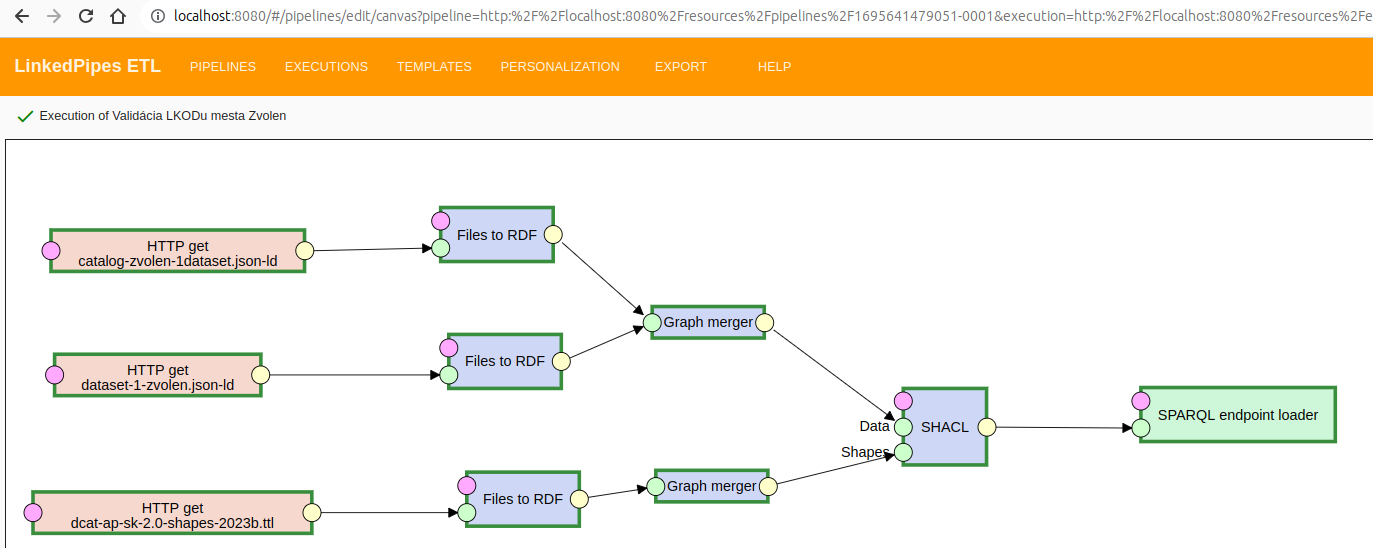 localhost:8080/#/pipelines/edit/canvas?pipeline=http:%2F%2Flocalhost:8080%2Fresources%2Fpipelines%2F1695641479051-0001&execution=http:%2F%2Flocalhost:8080%2Fresources%2Fe
LinkedPipes ETL PIPELINES EXECUTIONS TEMPLATES PERSONALIZATION EXPORT HELP
Execution of Validácia LKODu mesta Zvolen
HTTP get
catalog-zvolen-1dataset.json-ld
Files to RDF
Graph merger
HTTP get
dataset-1-zvolen.json-ld
Files to RDF
Data
Shapes
SHACL
SPARQL endpoint loader
HTTP get
dcat-ap-sk-2.0-shapes-2023b.ttl
Files to RDF
Graph merger